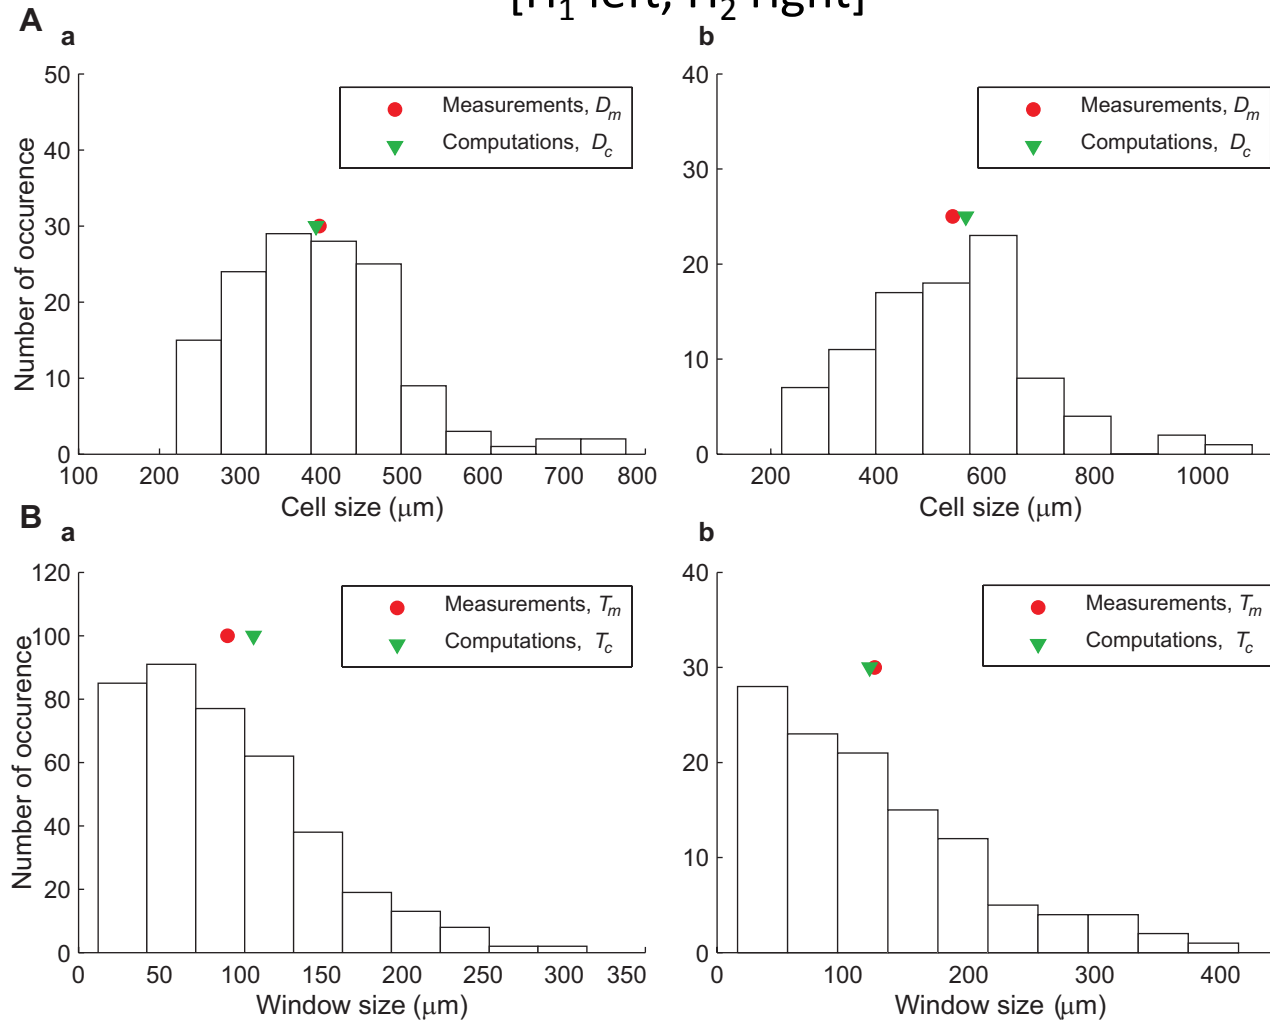 [H1 left, H2 right]
A
a
50
40
30
20
10
0
100 200 300 400 500 600 700 800
Number of occurence
Cell size (μm)
Measurements, Dm
Computations, Dc
b
40
30
20
10
0
200 400 600 800 1000
Cell size (μm)
Measurements, Dm
Computations, Dc
B
a
120
100
80
60
40
20
0
0 50 100 150 200 250 300 350
Number of occurence
Window size (μm)
Measurements, Tm
Computations, Tc
b
40
30
20
10
0
0 100 200 300 400
Window size (μm)
Measurements, Tm
Computations, Tc